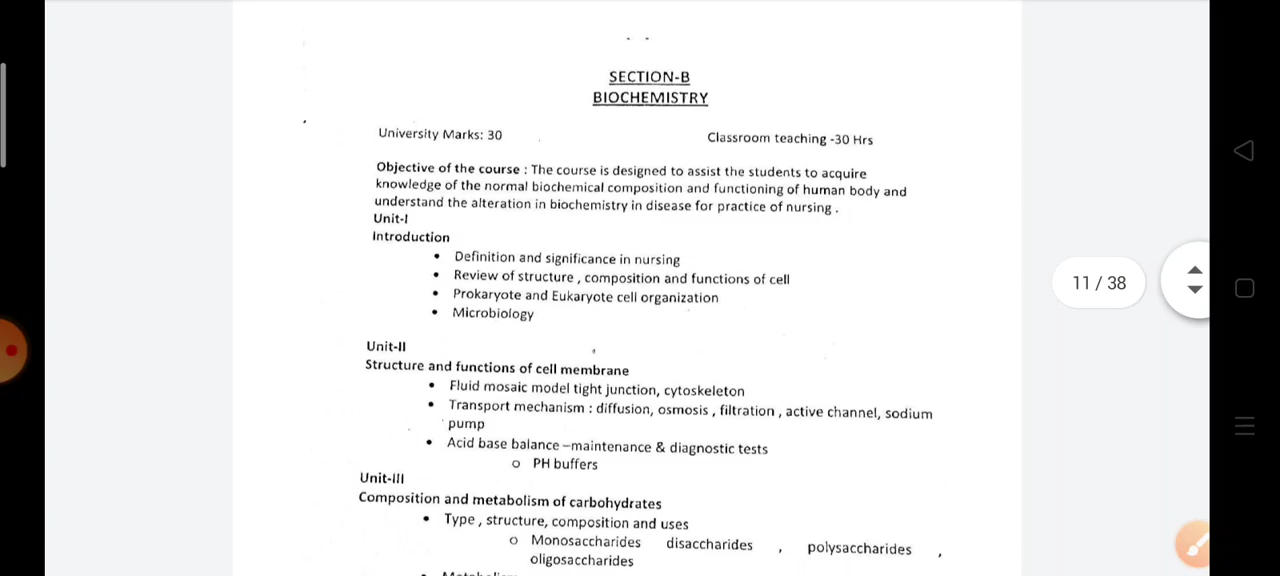 SECTION-B
BIOCHEMISTRY
University Marks: 30 Classroom teaching -30 Hrs
Objective of the course : The course is designed to assist the students to acquire
knowledge of the normal biochemical composition and functioning of human body and
understand the alteration in biochemistry in disease for practice of nursing .
Unit-I
Introduction
• Definition and significance in nursing
• Review of structure , composition and functions of cell
• Prokaryote and Eukaryote cell organization
• Microbiology
11 / 38
Unit-II
Structure and functions of cell membrane
• Fluid mosaic model tight junction, cytoskeleton
• Transport mechanism : diffusion, osmosis , filtration , active channel, sodium
pump
• Acid base balance –maintenance & diagnostic tests
o PH buffers
Unit-III
Composition and metabolism of carbohydrates
• Type , structure, composition and uses
o Monosaccharides disaccharides , polysaccharides ,
oligosaccharides